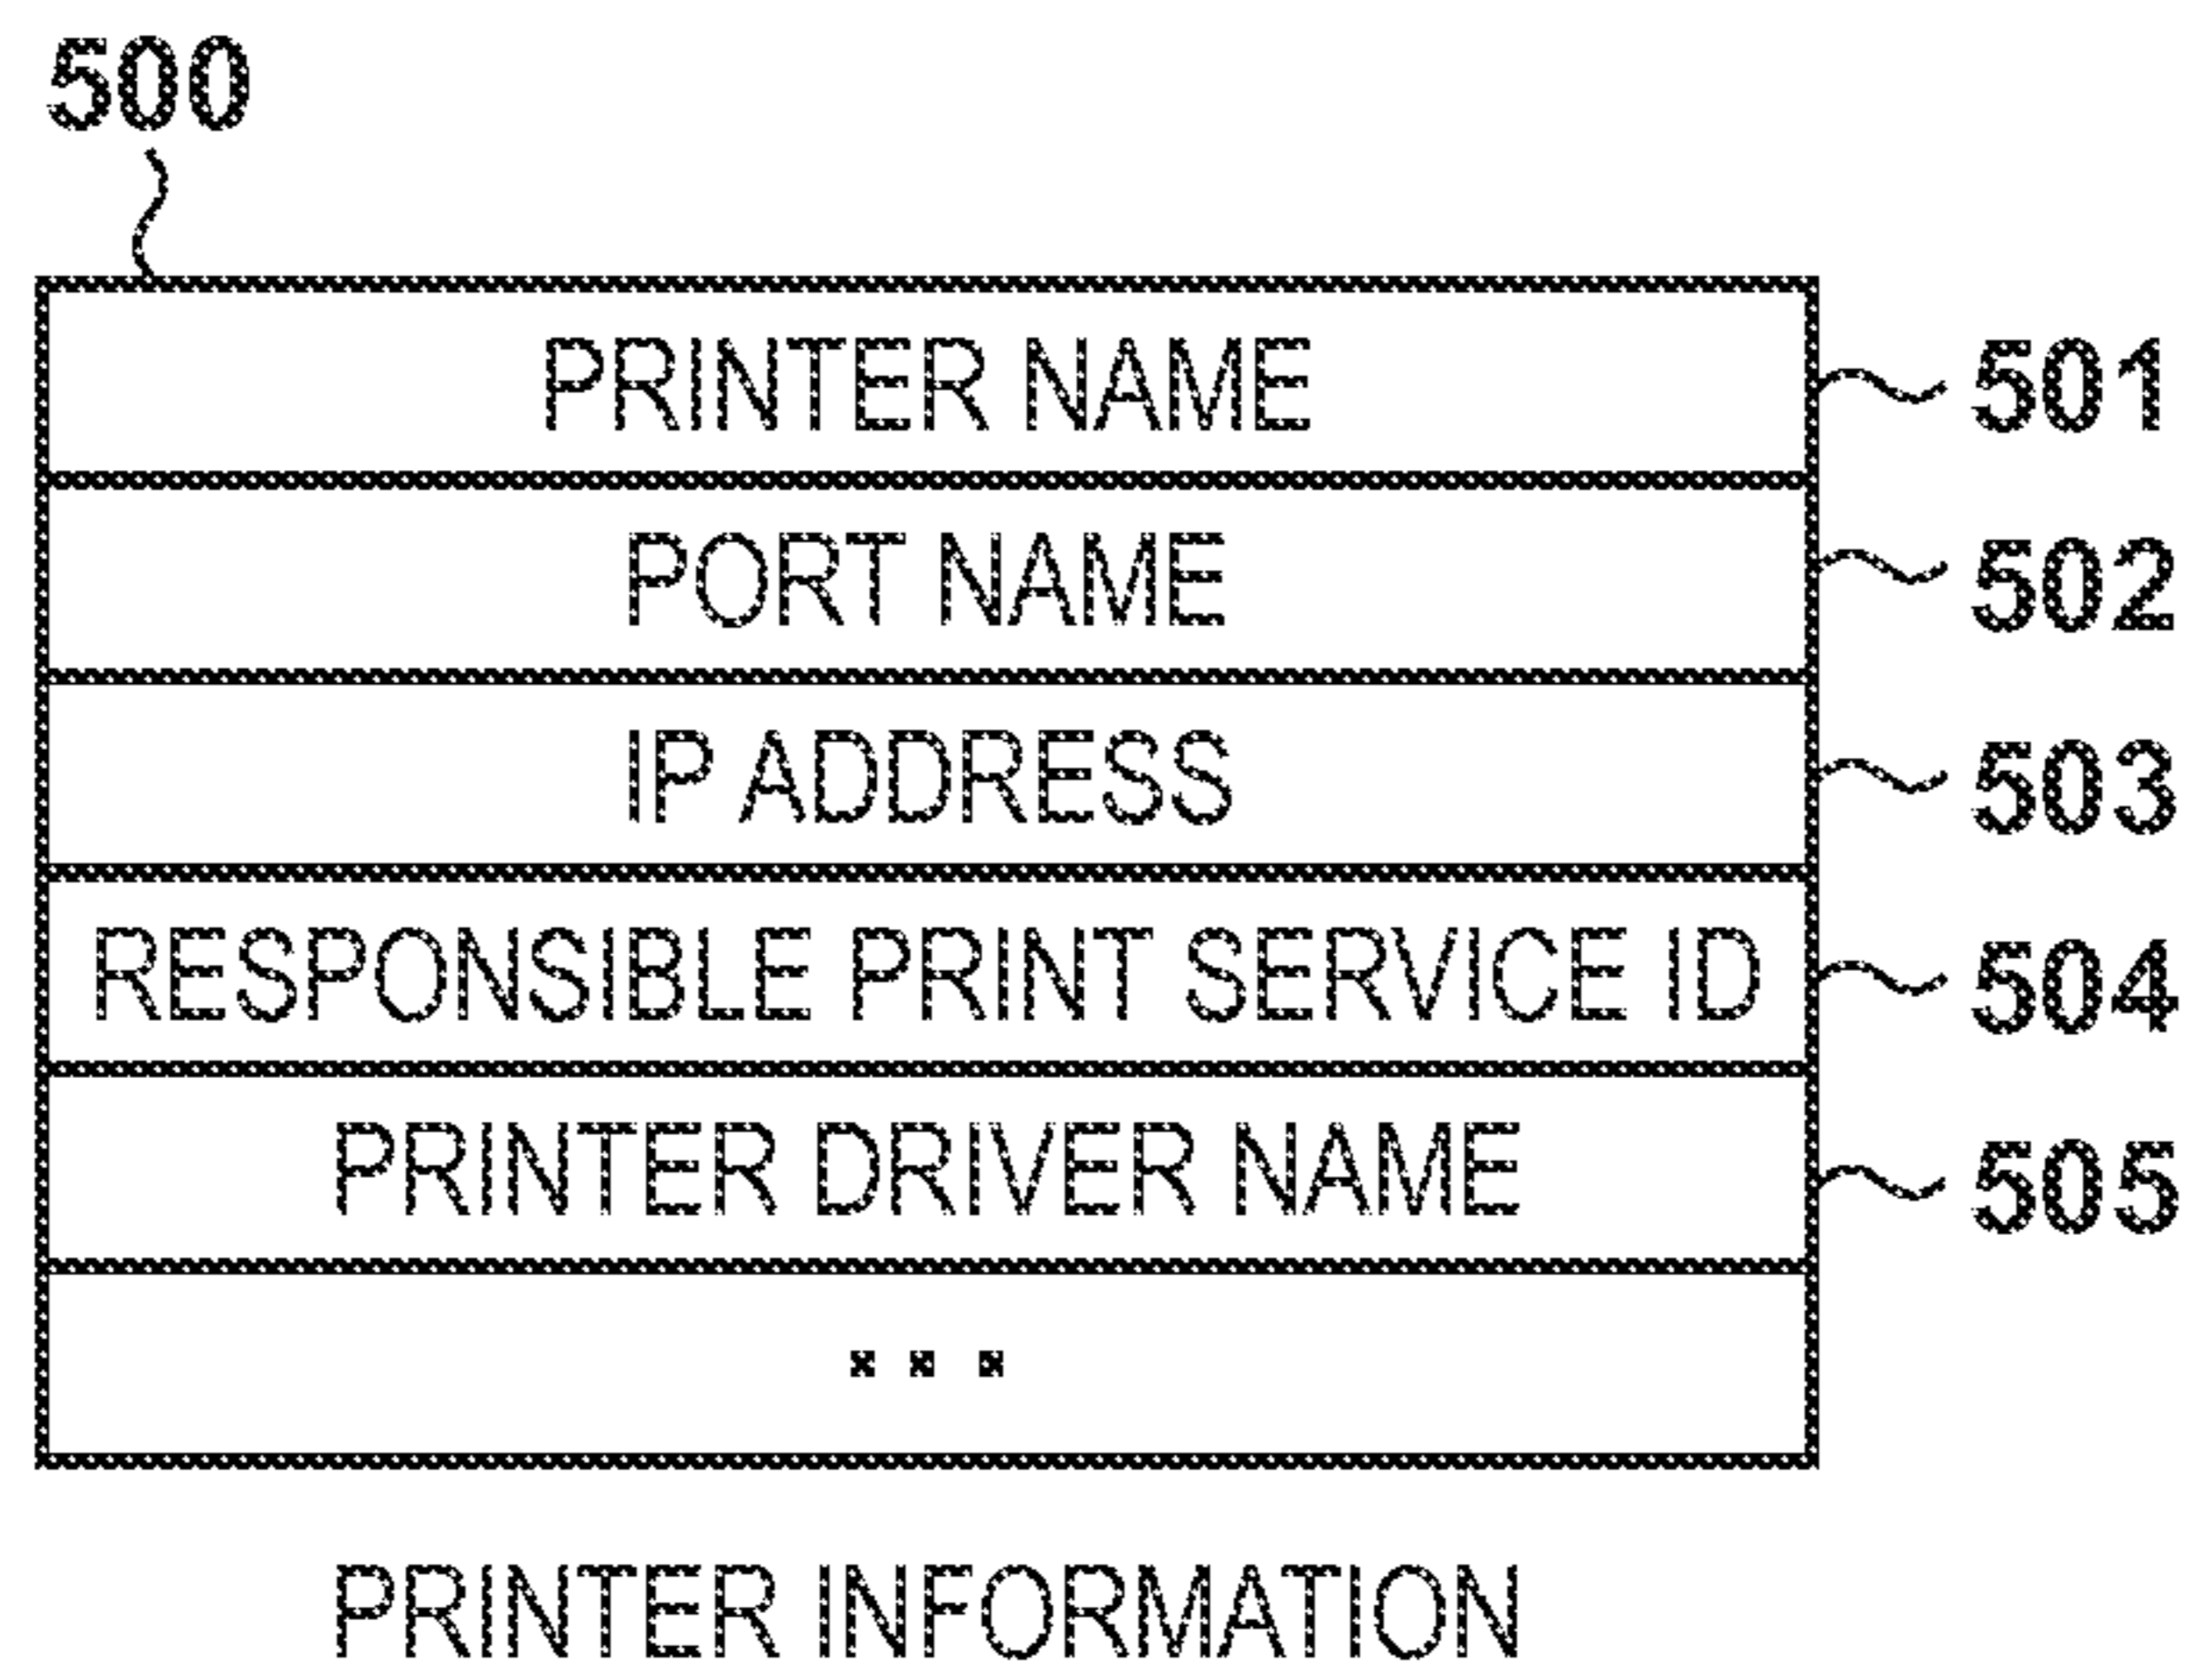 500
PRINTER NAME 501
PORT NAME 502
IP ADDRESS 503
RESPONSIBLE PRINT SERVICE ID 504
PRINTER DRIVER NAME 505
...
PRINTER INFORMATION